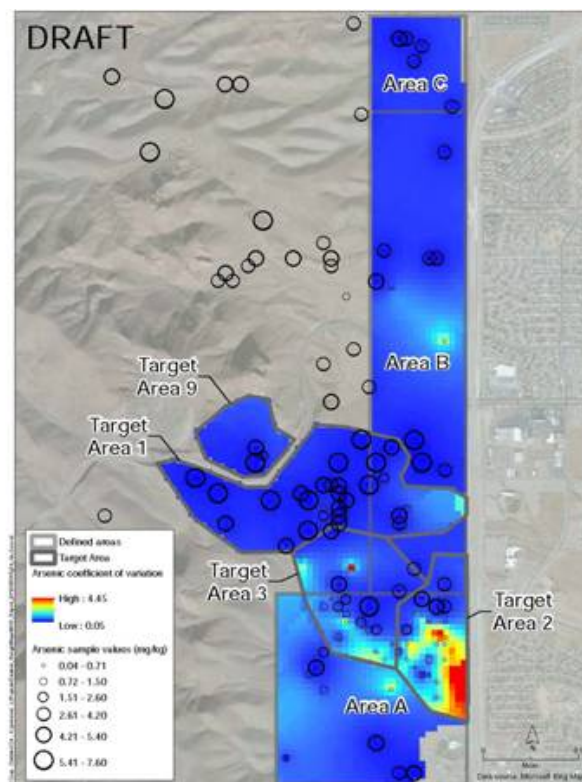 DRAFT
Area C
Area B
Target
Area 9
Target
Area 1
Target
Area 3
Target
Area 2
Area A
Defined areas
Target Area
Arsenic coefficient of variation
High : 4.45
Low : 0.05
Arsenic sample values (mg/kg)
0.04 - 0.71
0.72 - 1.50
1.51 - 2.60
2.61 - 4.20
4.21 - 5.40
5.41 - 7.60
Miles